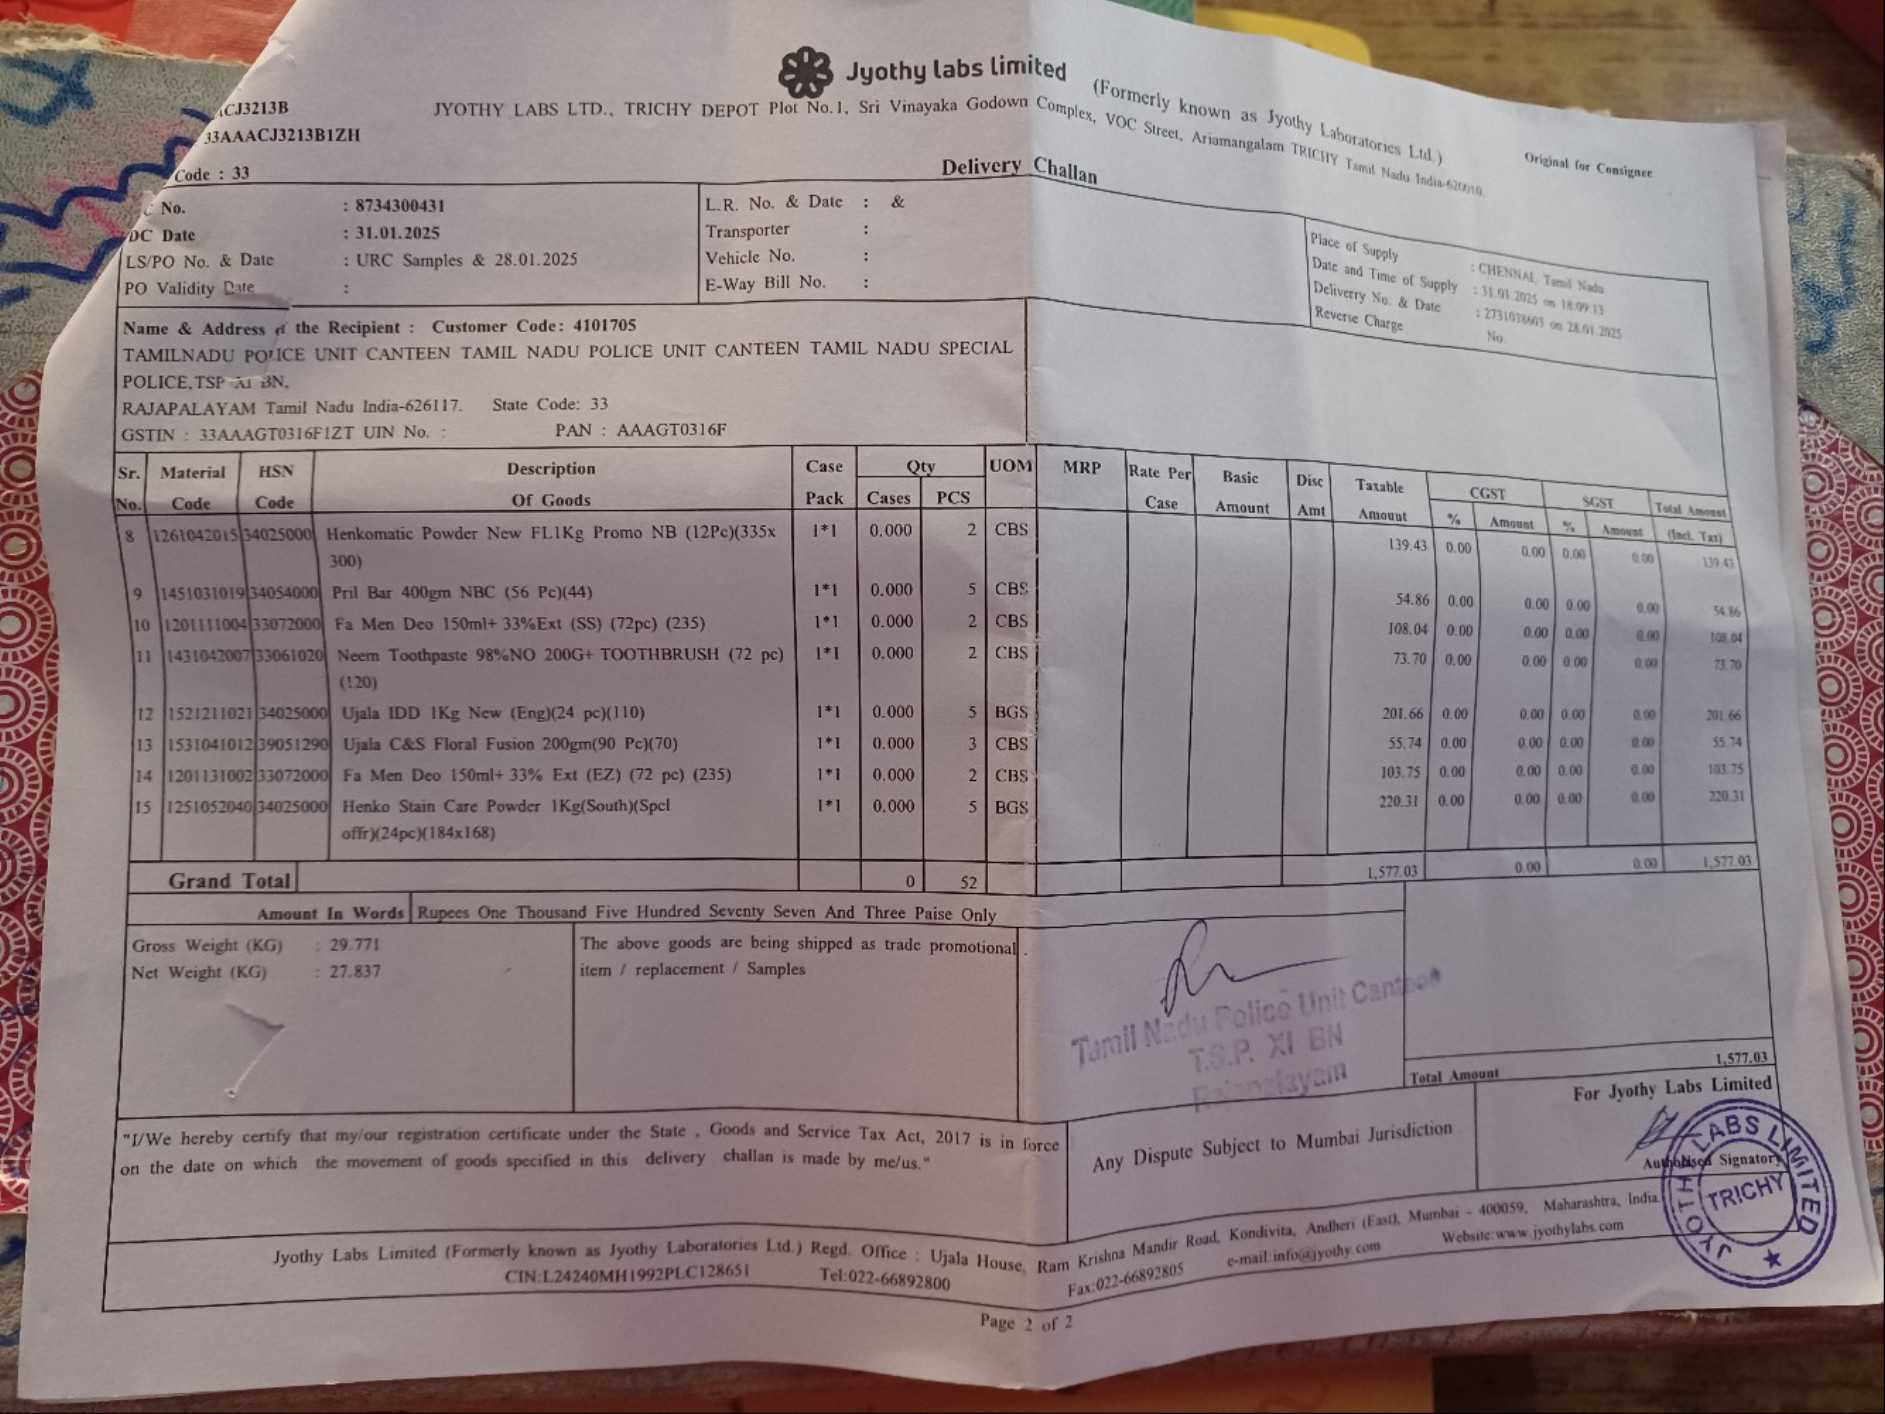 Jyothy labs limited
(Formerly known as Jyothy Laboratories Ltd.)
CJ3213B
JYOTHY LABS LTD., TRICHY DEPOT Plot No.1, Sri Vinayaka Godown Complex, VOC Street, Ariamangalam TRICHY Tamil Nadu India-620010.
33AAACJ3213B1ZH
Original for Consignee
Code : 33
Delivery Challan
No. : 8734300431
DC Date : 31.01.2025
LS/PO No. & Date : URC Samples & 28.01.2025
PO Validity Date :
L.R. No. & Date : &
Transporter :
Vehicle No. :
E-Way Bill No. :
Place of Supply : CHENNAI, Tamil Nadu
Date and Time of Supply : 31.01.2025 on 18:09:13
Deliverry No. & Date : 2731038603 on 28.01.2025
Reverse Charge No.
Name & Address of the Recipient : Customer Code: 4101705
TAMILNADU POLICE UNIT CANTEEN TAMIL NADU POLICE UNIT CANTEEN TAMIL NADU SPECIAL
POLICE,TSP XI BN,
RAJAPALAYAM Tamil Nadu India-626117. State Code: 33
GSTIN : 33AAAGT0316F1ZT UIN No. : PAN : AAAGT0316F
Sr. Material HSN Description Case Qty UOM MRP Rate Per Basic Disc Taxable CGST SGST Total Amount
No. Code Code Of Goods Pack Cases PCS Case Amount Amt Amount % Amount % Amount (Incl. Tax)
8 1261042015 34025000 Henkomatic Powder New FL1Kg Promo NB (12Pc)(335x 1*1 0.000 2 CBS 139.43 0.00 0.00 0.00 0.00 139.43
300)
9 1451031019 34054000 Pril Bar 400gm NBC (56 Pc)(44) 1*1 0.000 5 CBS 54.86 0.00 0.00 0.00 0.00 54.86
10 1201111004 33072000 Fa Men Deo 150ml+ 33%Ext (SS) (72pc) (235) 1*1 0.000 2 CBS 108.04 0.00 0.00 0.00 0.00 108.04
11 1431042007 33061020 Neem Toothpaste 98%NO 200G+ TOOTHBRUSH (72 pc) 1*1 0.000 2 CBS 73.70 0.00 0.00 0.00 0.00 73.70
(120)
12 1521211021 34025000 Ujala IDD 1Kg New (Eng)(24 pc)(110) 1*1 0.000 5 BGS 201.66 0.00 0.00 0.00 0.00 201.66
13 1531041012 39051290 Ujala C&S Floral Fusion 200gm(90 Pc)(70) 1*1 0.000 3 CBS 55.74 0.00 0.00 0.00 0.00 55.74
14 1201131002 33072000 Fa Men Deo 150ml+ 33% Ext (EZ) (72 pc) (235) 1*1 0.000 2 CBS 103.75 0.00 0.00 0.00 0.00 103.75
15 1251052040 34025000 Henko Stain Care Powder 1Kg(South)(Spcl 1*1 0.000 5 BGS 220.31 0.00 0.00 0.00 0.00 220.31
offr)(24pc)(184x168)
Grand Total 0 52 1,577.03 0.00 0.00 1,577.03
Amount In Words Rupees One Thousand Five Hundred Seventy Seven And Three Paise Only
Gross Weight (KG) : 29.771
Net Weight (KG) : 27.837
The above goods are being shipped as trade promotional .
item / replacement / Samples
Tamil Nadu Police Unit Canteen
T.S.P. XI BN
Rajapalayam
1,577.03
Total Amount
For Jyothy Labs Limited
Authorised Signatory
JYOTHY LABS LIMITED
TRICHY
"I/We hereby certify that my/our registration certificate under the State , Goods and Service Tax Act, 2017 is in force
on the date on which the movement of goods specified in this delivery challan is made by me/us."
Any Dispute Subject to Mumbai Jurisdiction
Jyothy Labs Limited (Formerly known as Jyothy Laboratories Ltd.) Regd. Office : Ujala House, Ram Krishna Mandir Road, Kondivita, Andheri (East), Mumbai - 400059, Maharashtra, India.
CIN:L24240MH1992PLC128651 Tel:022-66892800 Fax:022-66892805 e-mail:info@jyothy.com Website:www.jyothylabs.com
Page 2 of 2